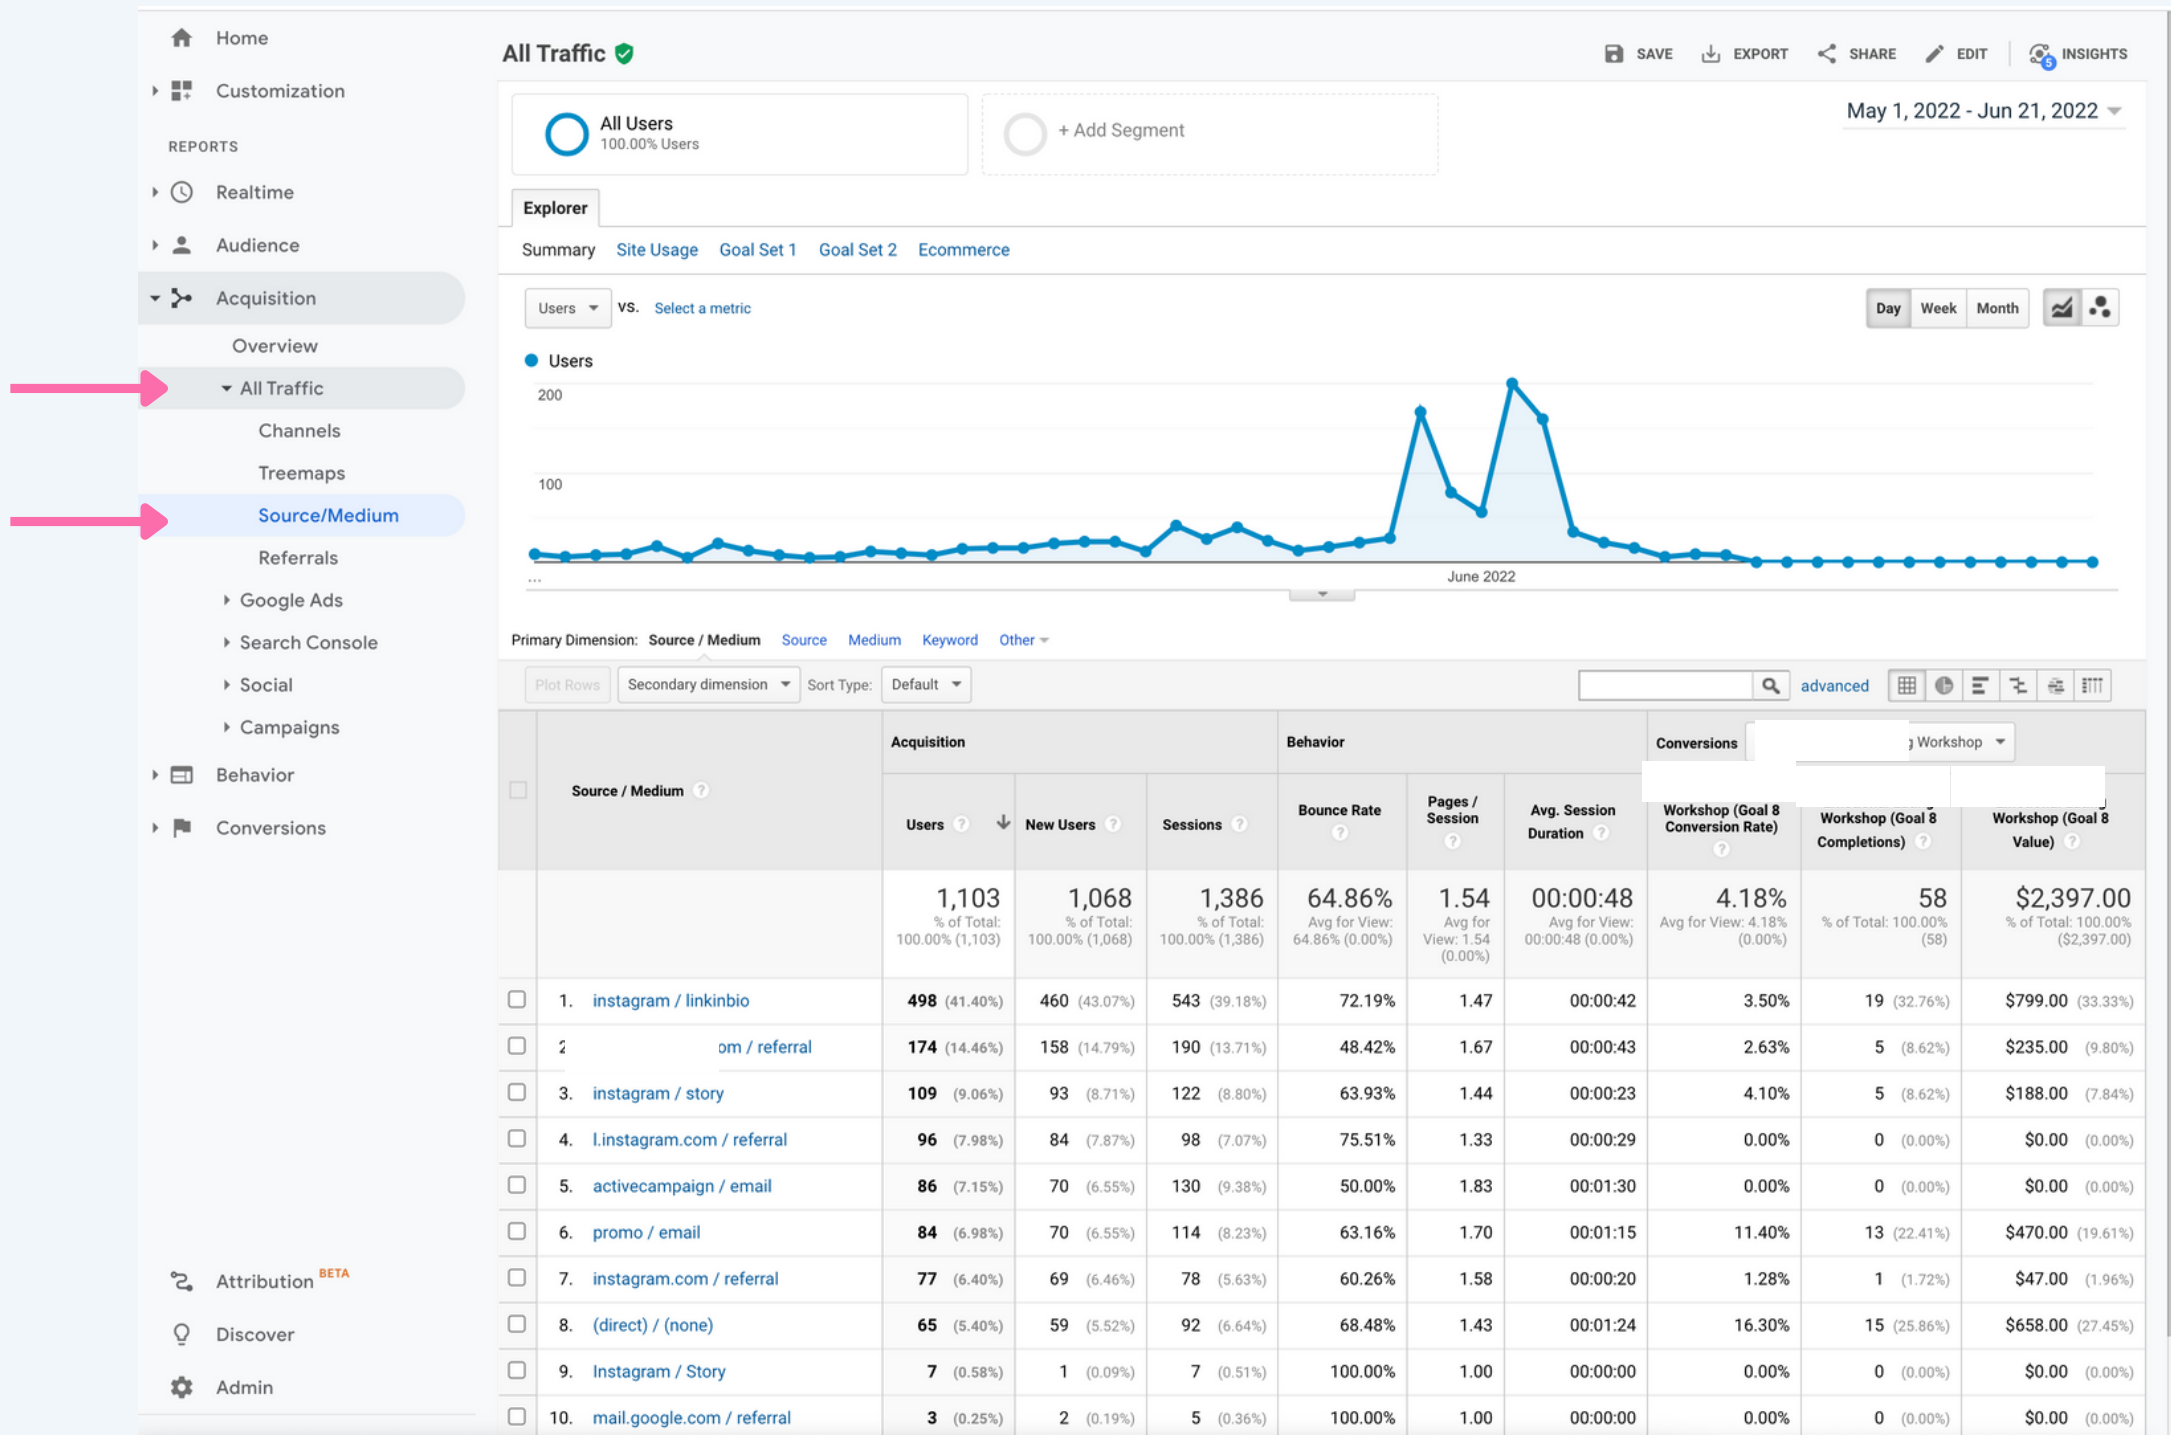 Home
Customization
REPORTS
Realtime
Audience
Acquisition
Overview
All Traffic
Channels
Treemaps
Source/Medium
Referrals
Google Ads
Search Console
Social
Campaigns
Behavior
Conversions
Attribution BETA
Discover
Admin
All Traffic
SAVE EXPORT SHARE EDIT 5 INSIGHTS
All Users
100.00% Users
+ Add Segment
May 1, 2022 - Jun 21, 2022
Explorer
Summary Site Usage Goal Set 1 Goal Set 2 Ecommerce
Users VS. Select a metric
Day Week Month
Users
200
100
...
June 2022
Primary Dimension: Source / Medium Source Medium Keyword Other
Plot Rows Secondary dimension Sort Type: Default advanced
Acquisition Behavior Conversions Workshop
Source / Medium ?
Users ? New Users ? Sessions ?
Bounce Rate ?
Pages / Session ?
Avg. Session Duration ?
Workshop (Goal 8 Conversion Rate) ?
Workshop (Goal 8 Completions) ?
Workshop (Goal 8 Value) ?
1,103 1,068 1,386 64.86% 1.54 00:00:48 4.18% 58 $2,397.00
% of Total: 100.00% (1,103)
% of Total: 100.00% (1,068)
% of Total: 100.00% (1,386)
Avg for View: 64.86% (0.00%)
Avg for View: 1.54 (0.00%)
Avg for View: 00:00:48 (0.00%)
Avg for View: 4.18% (0.00%)
% of Total: 100.00% (58)
% of Total: 100.00% ($2,397.00)
1. instagram / linkinbio 498 (41.40%) 460 (43.07%) 543 (39.18%) 72.19% 1.47 00:00:42 3.50% 19 (32.76%) $799.00 (33.33%)
2 om / referral 174 (14.46%) 158 (14.79%) 190 (13.71%) 48.42% 1.67 00:00:43 2.63% 5 (8.62%) $235.00 (9.80%)
3. instagram / story 109 (9.06%) 93 (8.71%) 122 (8.80%) 63.93% 1.44 00:00:23 4.10% 5 (8.62%) $188.00 (7.84%)
4. l.instagram.com / referral 96 (7.98%) 84 (7.87%) 98 (7.07%) 75.51% 1.33 00:00:29 0.00% 0 (0.00%) $0.00 (0.00%)
5. activecampaign / email 86 (7.15%) 70 (6.55%) 130 (9.38%) 50.00% 1.83 00:01:30 0.00% 0 (0.00%) $0.00 (0.00%)
6. promo / email 84 (6.98%) 70 (6.55%) 114 (8.23%) 63.16% 1.70 00:01:15 11.40% 13 (22.41%) $470.00 (19.61%)
7. instagram.com / referral 77 (6.40%) 69 (6.46%) 78 (5.63%) 60.26% 1.58 00:00:20 1.28% 1 (1.72%) $47.00 (1.96%)
8. (direct) / (none) 65 (5.40%) 59 (5.52%) 92 (6.64%) 68.48% 1.43 00:01:24 16.30% 15 (25.86%) $658.00 (27.45%)
9. Instagram / Story 7 (0.58%) 1 (0.09%) 7 (0.51%) 100.00% 1.00 00:00:00 0.00% 0 (0.00%) $0.00 (0.00%)
10. mail.google.com / referral 3 (0.25%) 2 (0.19%) 5 (0.36%) 100.00% 1.00 00:00:00 0.00% 0 (0.00%) $0.00 (0.00%)